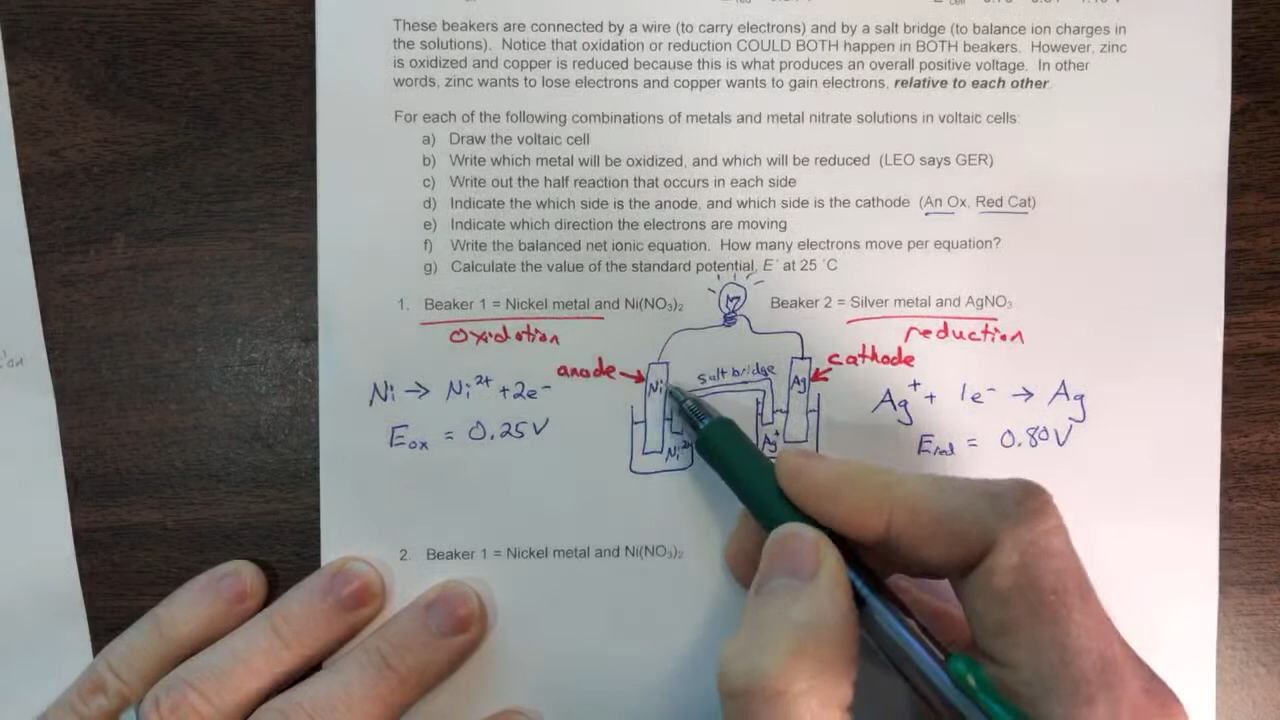 These beakers are connected by a wire (to carry electrons) and by a salt bridge (to balance ion charges in
the solutions). Notice that oxidation or reduction COULD BOTH happen in BOTH beakers. However, zinc
is oxidized and copper is reduced because this is what produces an overall positive voltage. In other
words, zinc wants to lose electrons and copper wants to gain electrons, relative to each other.
For each of the following combinations of metals and metal nitrate solutions in voltaic cells:
a) Draw the voltaic cell
b) Write which metal will be oxidized, and which will be reduced (LEO says GER)
c) Write out the half reaction that occurs in each side
d) Indicate the which side is the anode, and which side is the cathode (An Ox, Red Cat)
e) Indicate which direction the electrons are moving
f) Write the balanced net ionic equation. How many electrons move per equation?
g) Calculate the value of the standard potential, E° at 25 °C
1. Beaker 1 = Nickel metal and Ni(NO₃)₂ Beaker 2 = Silver metal and AgNO₃
oxidation reduction
anode salt bridge cathode
Ni Ag
Ni → Ni²⁺ + 2e⁻ Ag⁺ + 1e⁻ → Ag
Eox = 0.25V Ered = 0.80V
Ag⁺
2. Beaker 1 = Nickel metal and Ni(NO₃)₂